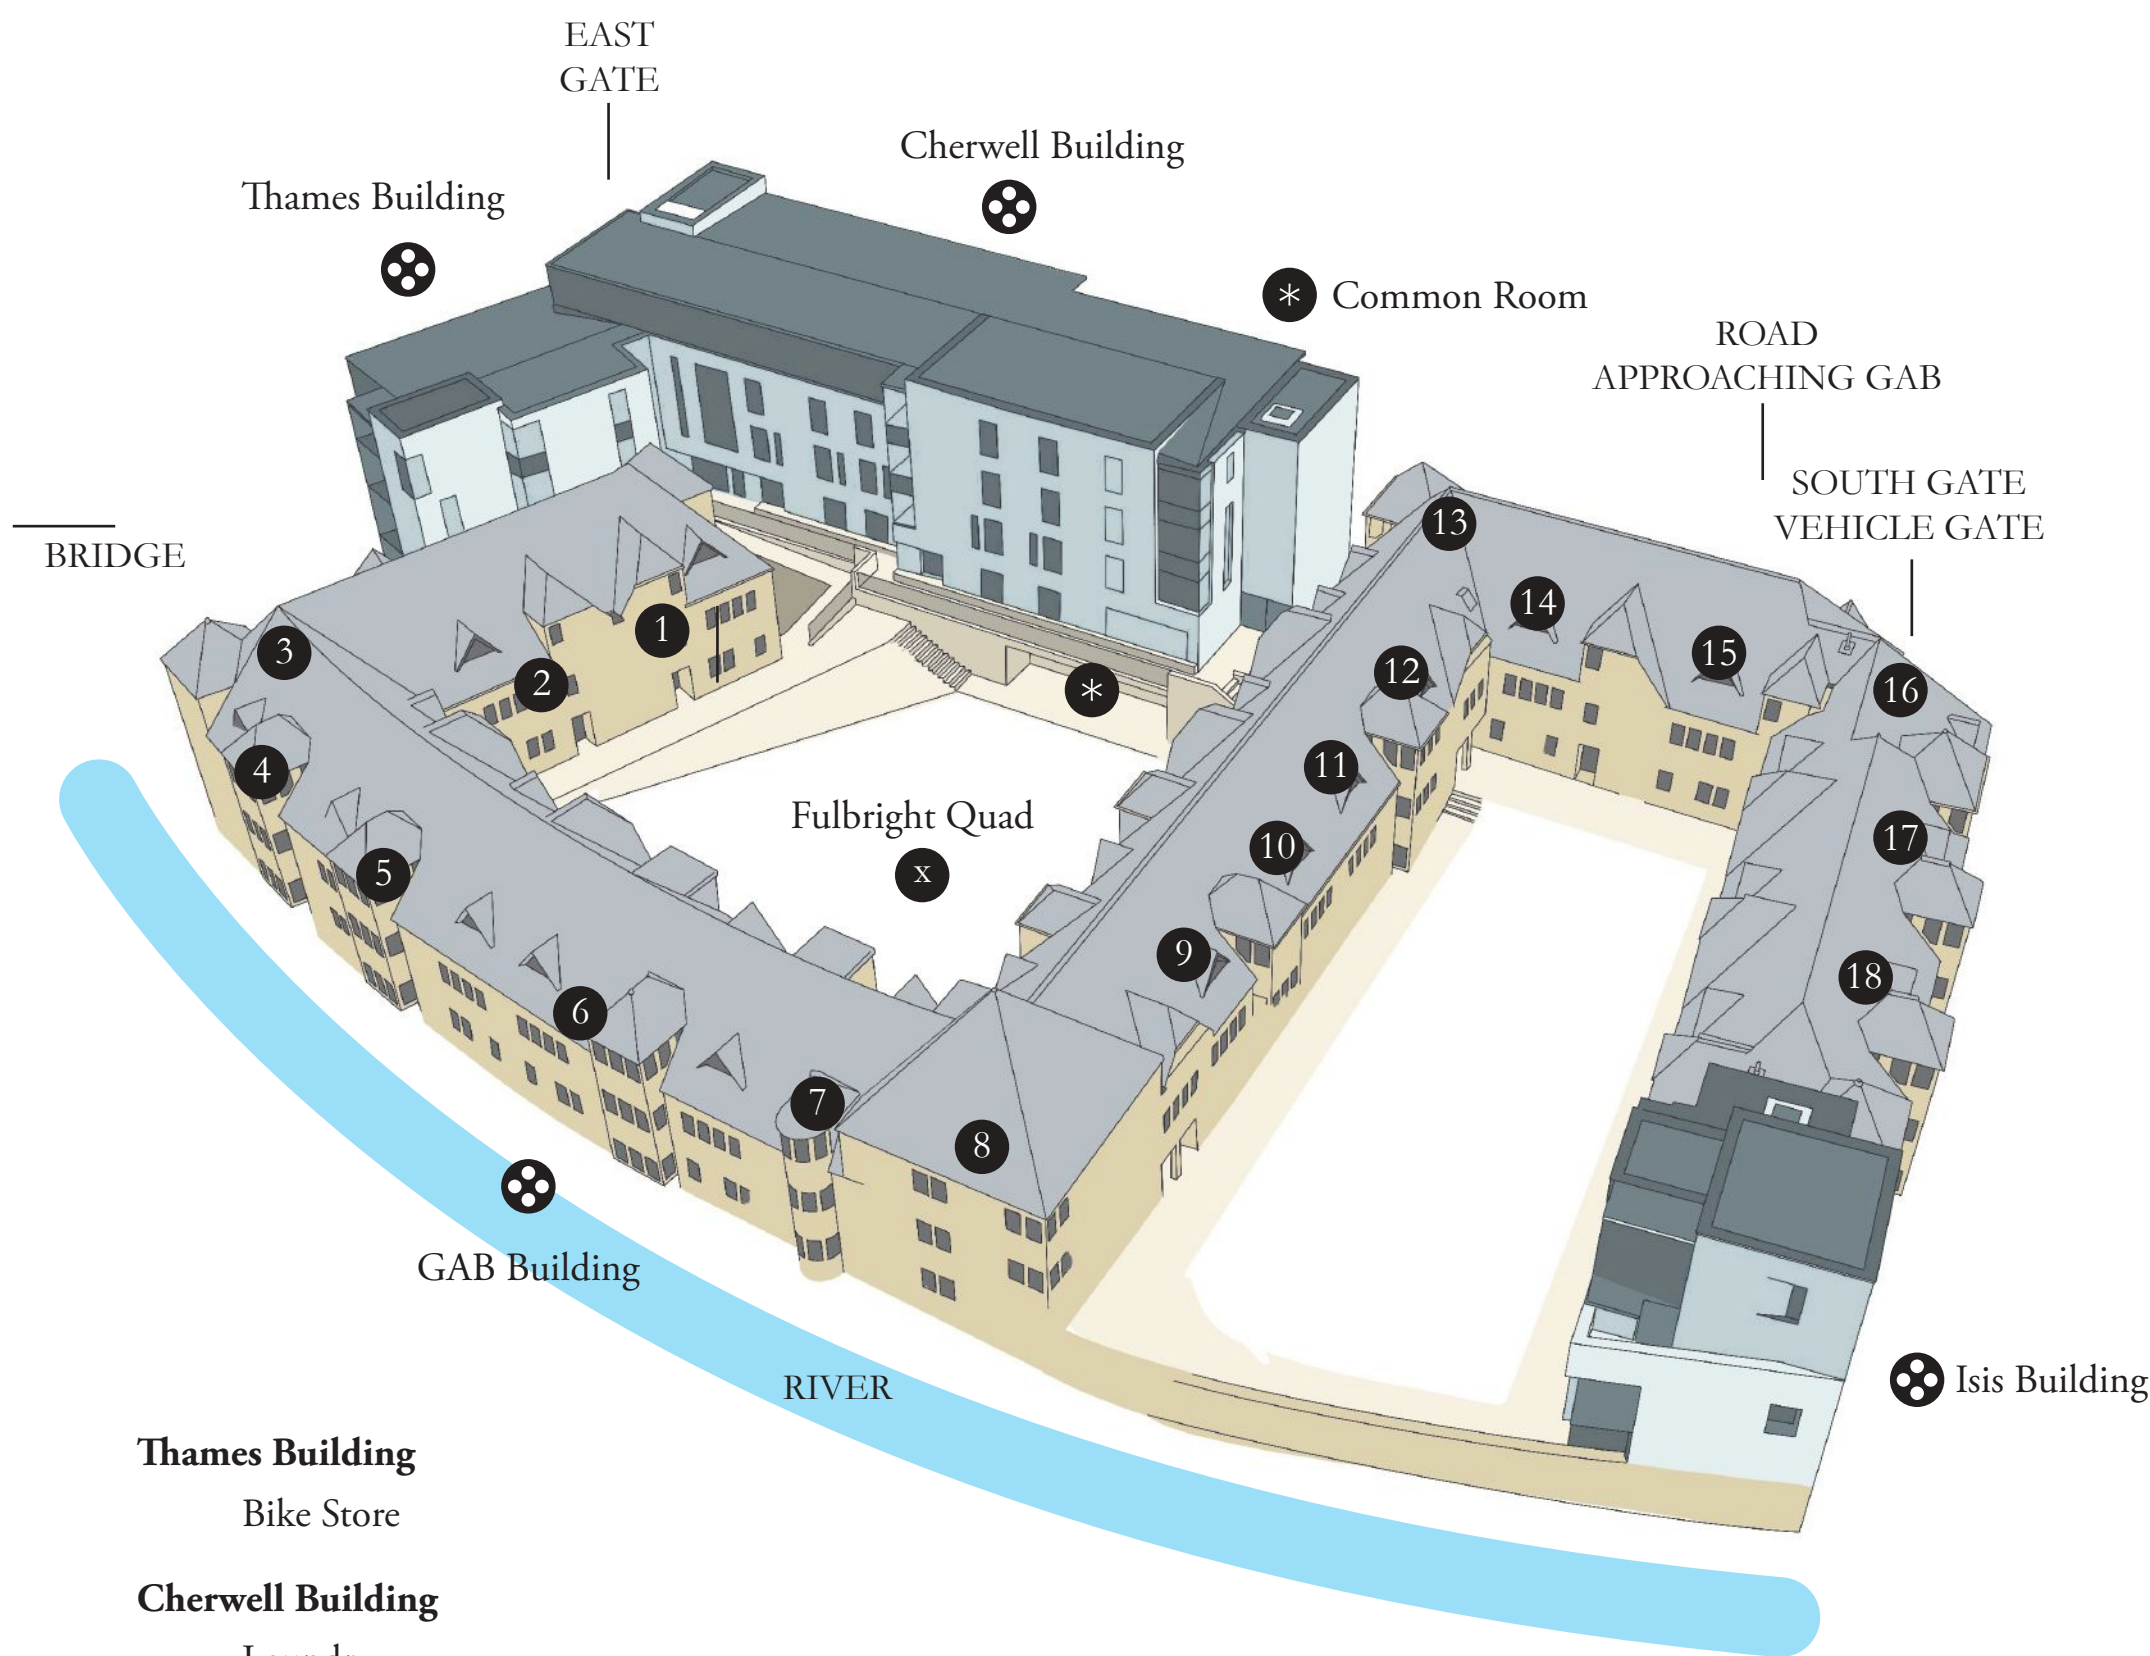 EAST
GATE
Cherwell Building
Thames Building
* Common Room
ROAD
APPROACHING GAB
SOUTH GATE
VEHICLE GATE
BRIDGE
13
14
1
15
3
12
2
*
16
11
4
Fulbright Quad
x
17
10
5
9
18
6
7
8
GAB Building
RIVER
Isis Building
Thames Building
Bike Store
Cherwell Building